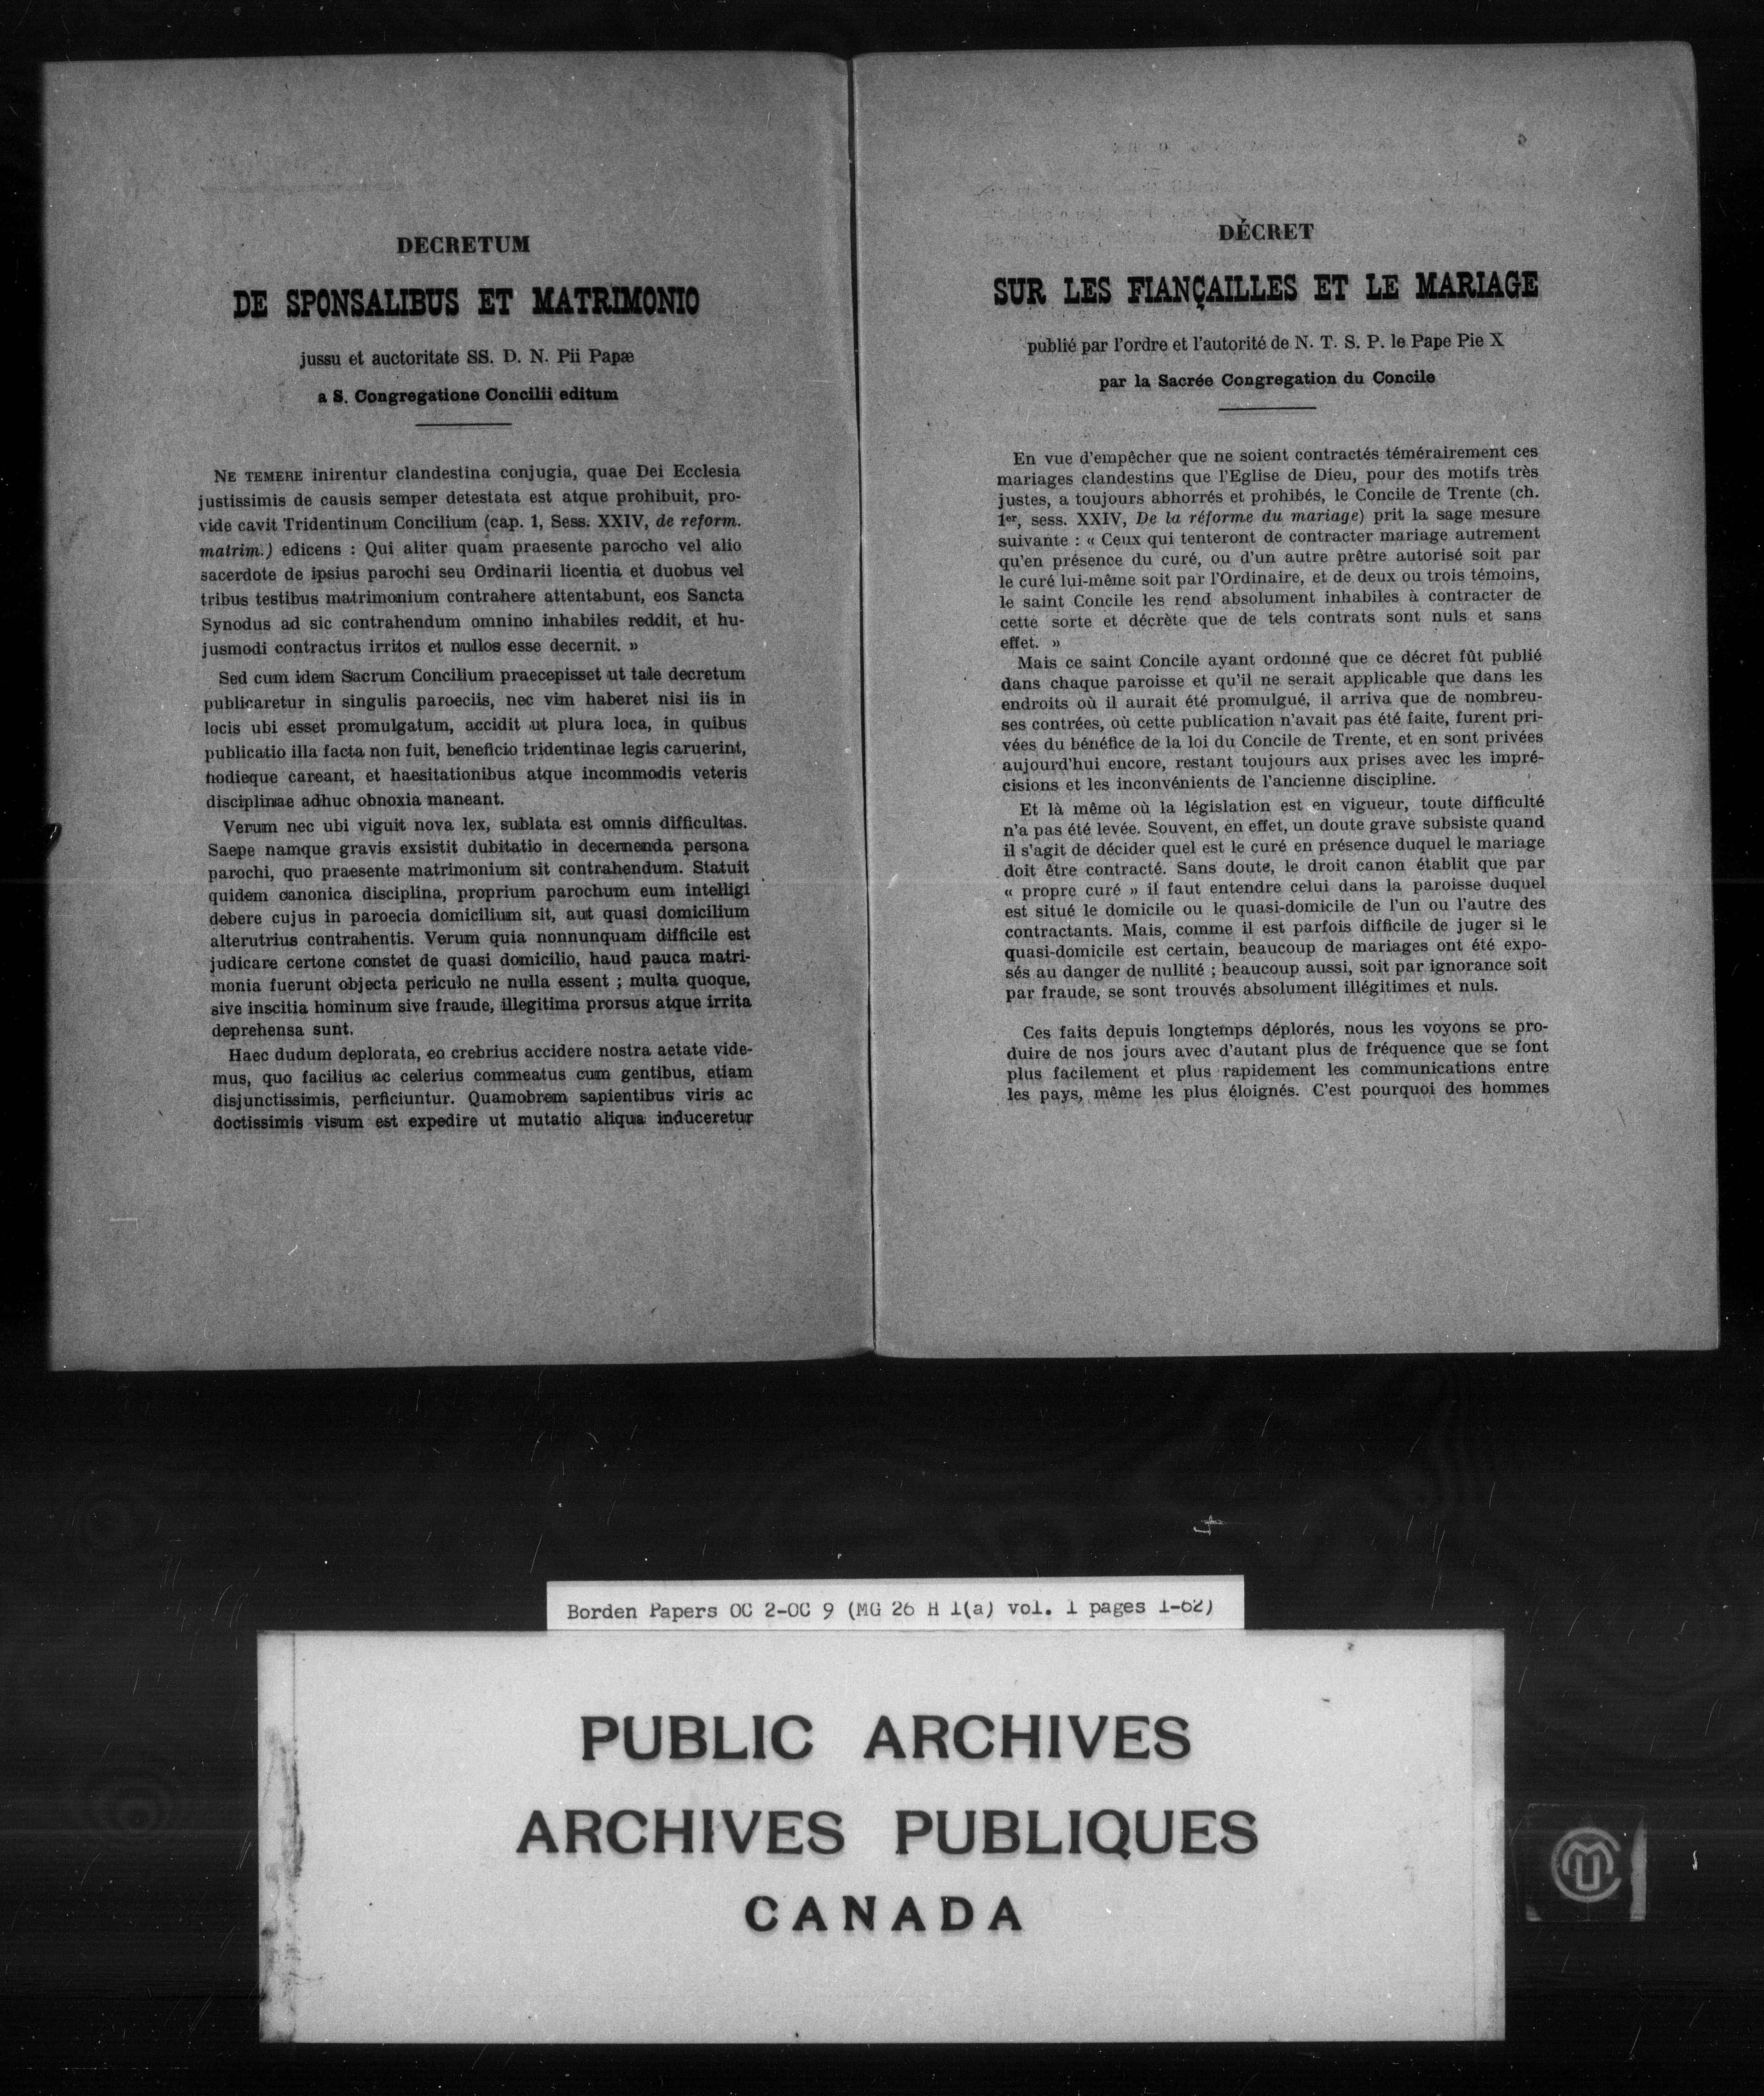 DECRETUM
DE SPONSALIBUS ET MATRIMONIO
jussu et auctoritate SS. D. N. Pii Papæ
a S. Congregatione Concilii editum
NE TEMERE inirentur clandestina conjugia, quae Dei Ecclesia
justissimis de causis semper detestata est atque prohibuit, pro-
vide cavit Tridentinum Concilium (cap. 1, Sess. XXIV, de reform.
matrim.) edicens : Qui aliter quam praesente parocho vel alio
sacerdote de ipsius parochi seu Ordinarii licentia et duobus vel
tribus testibus matrimonium contrahere attentabunt, eos Sancta
Synodus ad sic contrahendum omnino inhabiles reddit, et hu-
jusmodi contractus irritos et nullos esse decernit. »
Sed cum idem Sacrum Concilium praecepisset ut tale decretum
publicaretur in singulis paroeciis, nec vim haberet nisi iis in
locis ubi esset promulgatum, accidit ut plura loca, in quibus
publicatio illa facta non fuit, beneficio tridentinae legis caruerint,
hodieque careant, et haesitationibus atque incommodis veteris
disciplinae adhuc obnoxia maneant.
Verum nec ubi viguit nova lex, sublata est omnis difficultas.
Saepe namque gravis exsistit dubitatio in decernenda persona
parochi, quo praesente matrimonium sit contrahendum. Statuit
quidem canonica disciplina, proprium parochum eum intelligi
debere cujus in paroecia domicilium sit, aut quasi domicilium
alterutrius contrahentis. Verum quia nonnunquam difficile est
judicare certone constet de quasi domicilio, haud pauca matri-
monia fuerunt objecta periculo ne nulla essent ; multa quoque,
sive inscitia hominum sive fraude, illegitima prorsus atque irrita
deprehensa sunt.
Haec dudum deplorata, eo crebrius accidere nostra aetate vide-
mus, quo facilius ac celerius commeatus cum gentibus, etiam
disjunctissimis, perficiuntur. Quamobrem sapientibus viris ac
doctissimis visum est expedire ut mutatio aliqua induceretur
DÉCRET
SUR LES FIANÇAILLES ET LE MARIAGE
publié par l'ordre et l'autorité de N. T. S. P. le Pape Pie X
par la Sacrée Congregation du Concile
En vue d'empêcher que ne soient contractés témérairement ces
mariages clandestins que l'Eglise de Dieu, pour des motifs très
justes, a toujours abhorrés et prohibés, le Concile de Trente (ch.
1er, sess. XXIV, De la réforme du mariage) prit la sage mesure
suivante : « Ceux qui tenteront de contracter mariage autrement
qu'en présence du curé, ou d'un autre prêtre autorisé soit par
le curé lui-même soit par l'Ordinaire, et de deux ou trois témoins,
le saint Concile les rend absolument inhabiles à contracter de
cette sorte et décrète que de tels contrats sont nuls et sans
effet. »
Mais ce saint Concile ayant ordonné que ce décret fût publié
dans chaque paroisse et qu'il ne serait applicable que dans les
endroits où il aurait été promulgué, il arriva que de nombreu-
ses contrées, où cette publication n'avait pas été faite, furent pri-
vées du bénéfice de la loi du Concile de Trente, et en sont privées
aujourd'hui encore, restant toujours aux prises avec les impré-
cisions et les inconvénients de l'ancienne discipline.
Et là même où la législation est en vigueur, toute difficulté
n'a pas été levée. Souvent, en effet, un doute grave subsiste quand
il s'agit de décider quel est le curé en présence duquel le mariage
doit être contracté. Sans doute, le droit canon établit que par
« propre curé » il faut entendre celui dans la paroisse duquel
est situé le domicile ou le quasi-domicile de l'un ou l'autre des
contractants. Mais, comme il est parfois difficile de juger si le
quasi-domicile est certain, beaucoup de mariages ont été expo-
sés au danger de nullité ; beaucoup aussi, soit par ignorance soit
par fraude, se sont trouvés absolument illégitimes et nuls.
Ces faits depuis longtemps déplorés, nous les voyons se pro-
duire de nos jours avec d'autant plus de fréquence que se font
plus facilement et plus rapidement les communications entre
les pays, même les plus éloignés. C'est pourquoi des hommes
Borden Papers OC 2-OC 9 (MG 26 H 1(a) vol. 1 pages 1-62)
PUBLIC ARCHIVES
ARCHIVES PUBLIQUES
CANADA